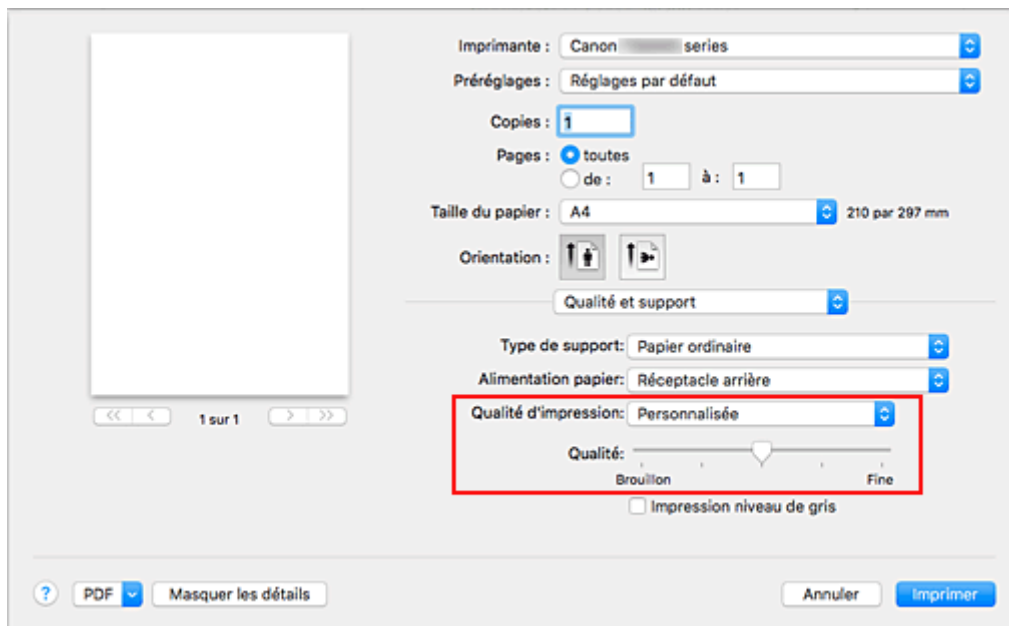 Imprimante : Canon series
Préréglages : Réglages par défaut
Copies : 1
Pages : toutes
de : 1 à : 1
Taille du papier : A4 210 par 297 mm
Orientation :
Qualité et support
Type de support: Papier ordinaire
Alimentation papier: Réceptacle arrière
<< < 1 sur 1 > >>
Qualité d'impression: Personnalisée
Qualité:
Brouillon Fine
Impression niveau de gris
? PDF Masquer les détails Annuler Imprimer